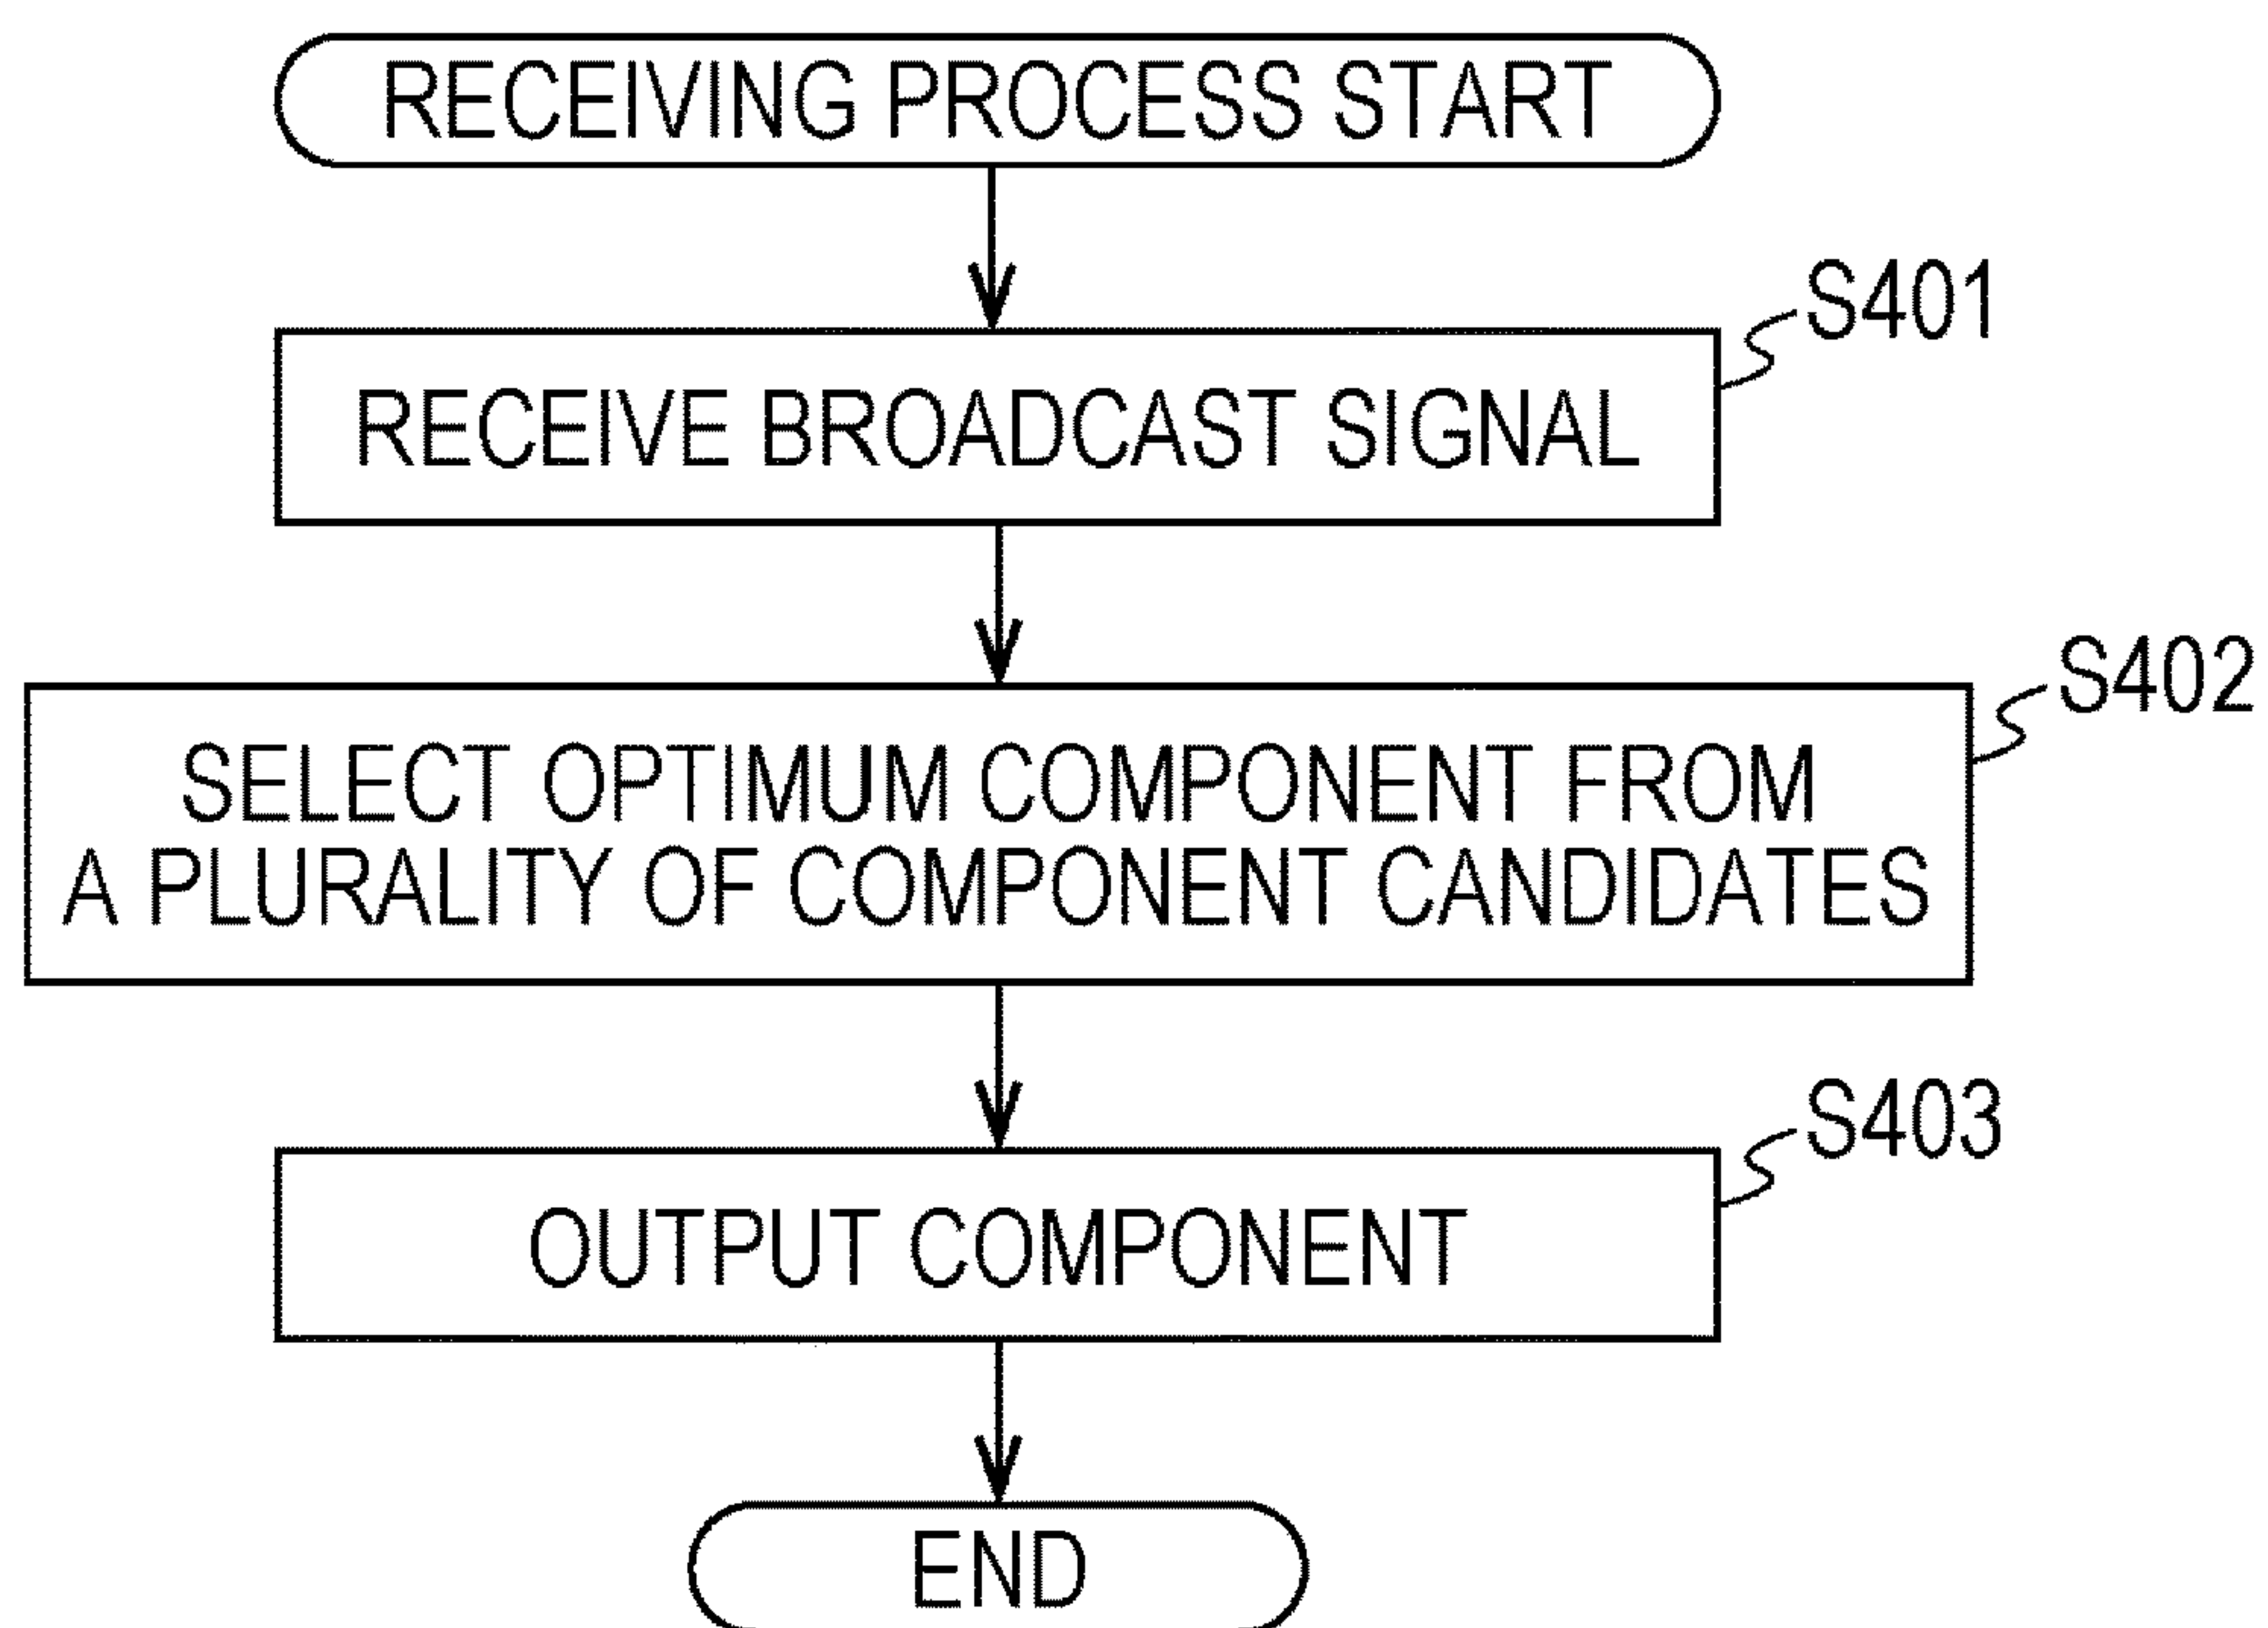 RECEIVING PROCESS START
S401
RECEIVE BROADCAST SIGNAL
S402
SELECT OPTIMUM COMPONENT FROM
A PLURALITY OF COMPONENT CANDIDATES
S403
OUTPUT COMPONENT
END